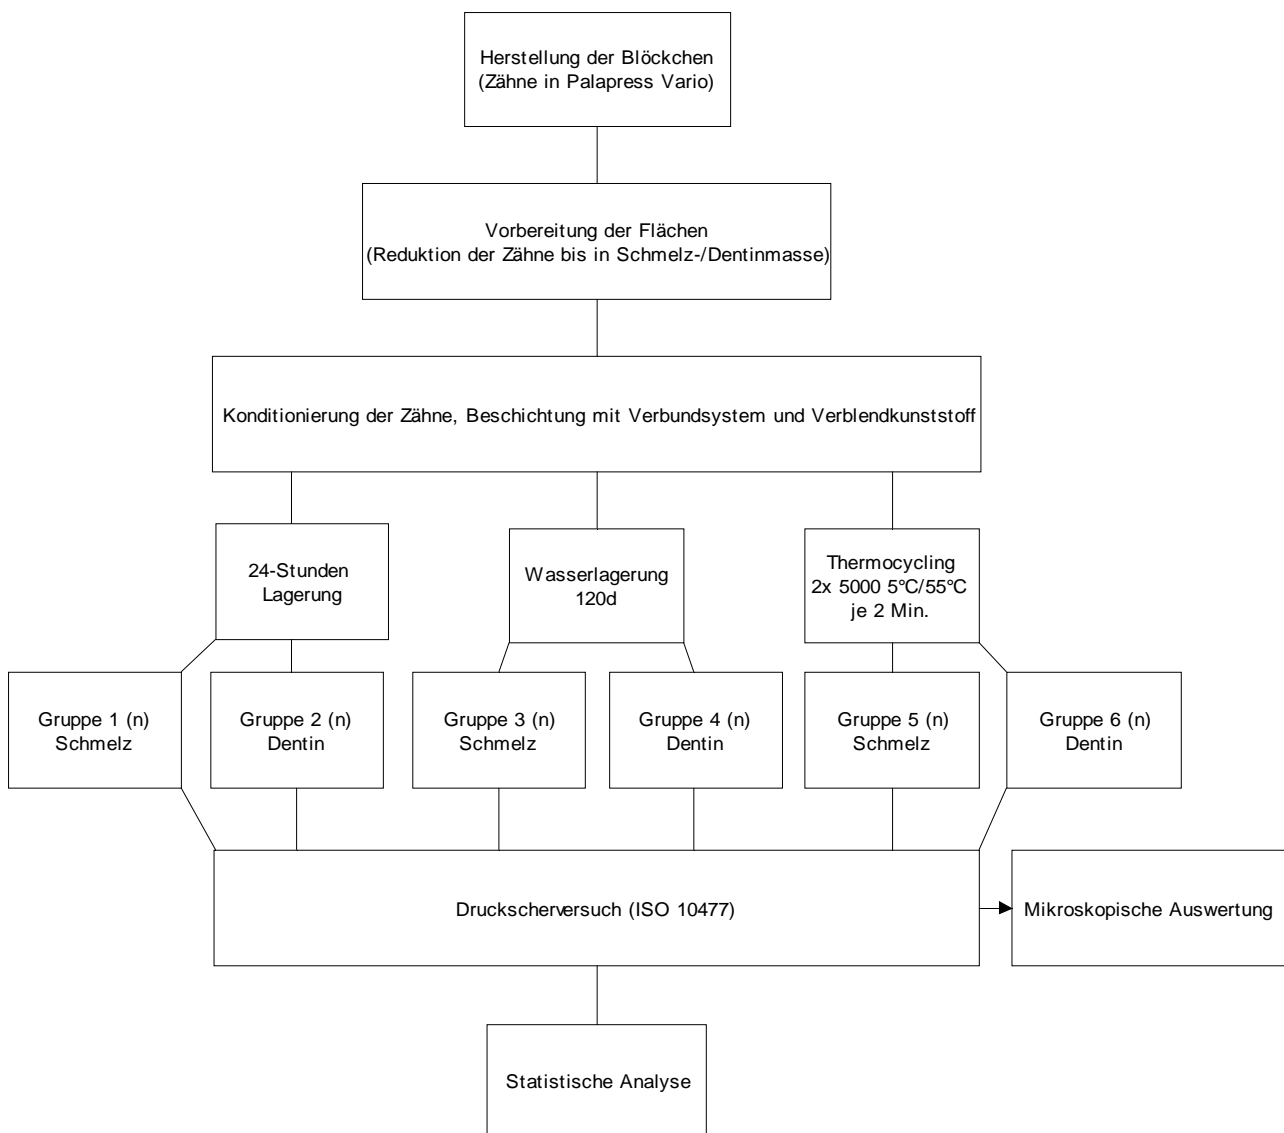 Herstellung der Blöckchen
(Zähne in Palapress Vario)
Vorbereitung der Flächen
(Reduktion der Zähne bis in Schmelz-/Dentinmasse)
Konditionierung der Zähne, Beschichtung mit Verbundsystem und Verblendkunststoff
24-Stunden
Lagerung
Wasserlagerung
120d
Thermocycling
2x 5000 5°C/55°C
je 2 Min.
Gruppe 1 (n)
Schmelz
Gruppe 2 (n)
Dentin
Gruppe 3 (n)
Schmelz
Gruppe 4 (n)
Dentin
Gruppe 5 (n)
Schmelz
Gruppe 6 (n)
Dentin
Druckscherversuch (ISO 10477)
Mikroskopische Auswertung
Statistische Analyse